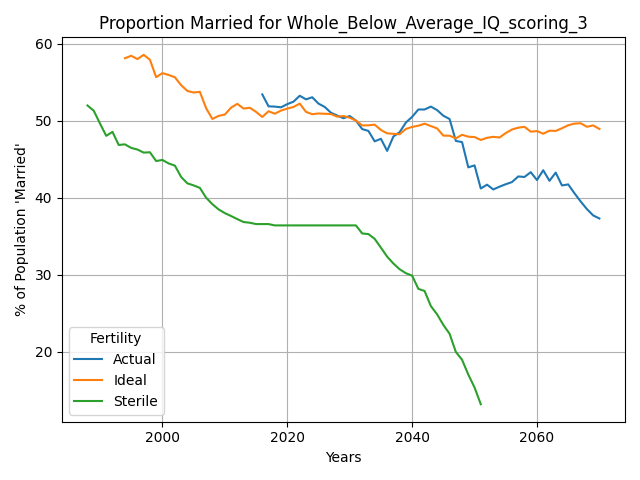 Proportion Married for Whole_Below_Average_IQ_scoring_3
% of Population 'Married'
60
50
40
30
20
Fertility
Actual
Ideal
Sterile
2000 2020 2040 2060
Years